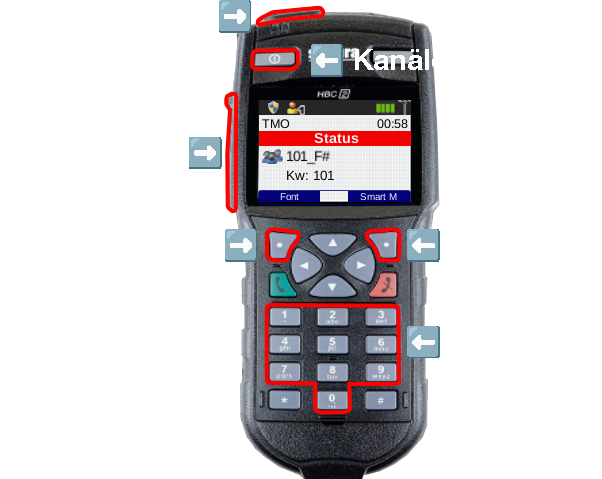 Kanäle
HBC 2
TMO 00:58
Status
101_F#
Kw: 101
Font Smart M
1 2 abc 3 def
4 ghi 5 jkl 6 mno
7 pqrs 8 tuv 9 wxyz
* 0 #